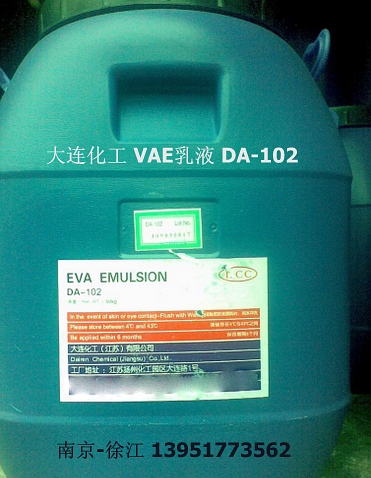 大连化工 VAE乳液 DA-102
DA-102
EVA EMULSION
T.CC
DA-102
In the event of skin or eye contact-Flush with
Please store between 4℃ and 43℃
Be applied within 6 months
大连化工（江苏）有限公司
Dairen Chemical (Jiangsu) Co., Ltd.
工厂地址：江苏扬州化工园区大连路1号
南京-徐江 13951773562